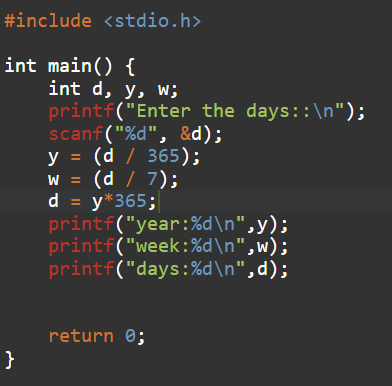 #include <stdio.h>
int main() {
    int d, y, w;
    printf("Enter the days::\n");
    scanf("%d", &d);
    y = (d / 365);
    w = (d / 7);
    d = y*365;
    printf("year:%d\n",y);
    printf("week:%d\n",w);
    printf("days:%d\n",d);
    return 0;
}